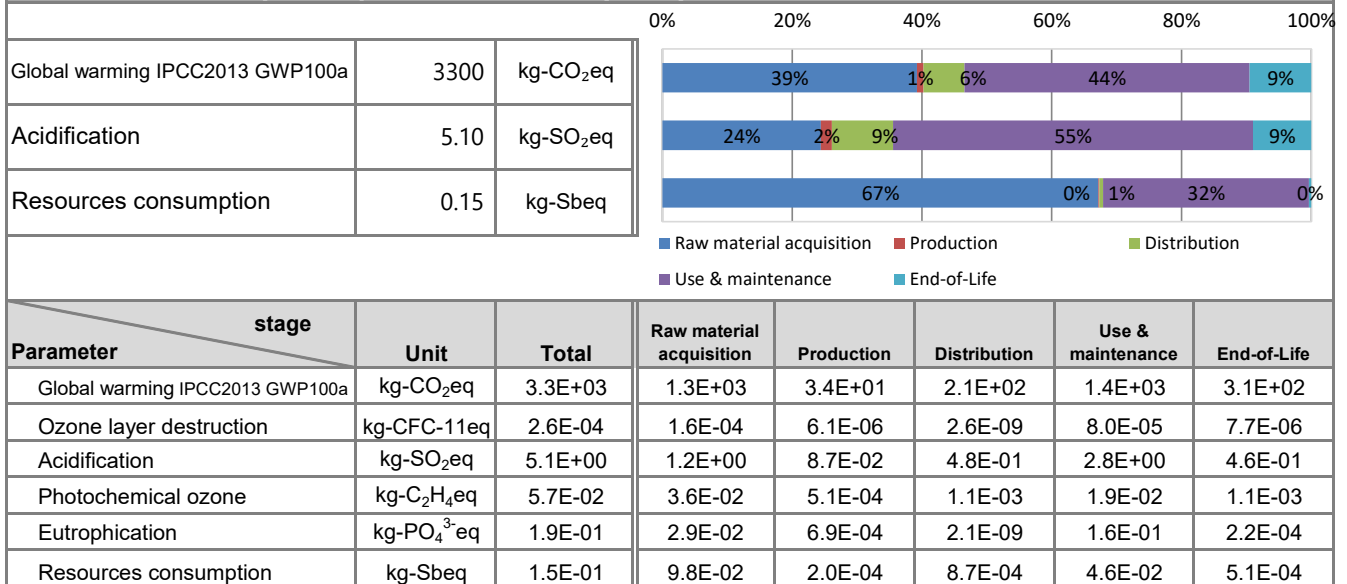 0% 20% 40% 60% 80% 100%
Global warming IPCC2013 GWP100a 3300 kg-CO₂eq 39% 1% 6% 44% 9%
Acidification 5.10 kg-SO₂eq 24% 2% 9% 55% 9%
Resources consumption 0.15 kg-Sbeq 67% 0% 1% 32% 0%
Raw material acquisition Production Distribution
Use & maintenance End-of-Life
stage
Parameter Unit Total Raw material acquisition Production Distribution Use & maintenance End-of-Life
Global warming IPCC2013 GWP100a kg-CO₂eq 3.3E+03 1.3E+03 3.4E+01 2.1E+02 1.4E+03 3.1E+02
Ozone layer destruction kg-CFC-11eq 2.6E-04 1.6E-04 6.1E-06 2.6E-09 8.0E-05 7.7E-06
Acidification kg-SO₂eq 5.1E+00 1.2E+00 8.7E-02 4.8E-01 2.8E+00 4.6E-01
Photochemical ozone kg-C₂H₄eq 5.7E-02 3.6E-02 5.1E-04 1.1E-03 1.9E-02 1.1E-03
Eutrophication kg-PO₄³⁻eq 1.9E-01 2.9E-02 6.9E-04 2.1E-09 1.6E-01 2.2E-04
Resources consumption kg-Sbeq 1.5E-01 9.8E-02 2.0E-04 8.7E-04 4.6E-02 5.1E-04